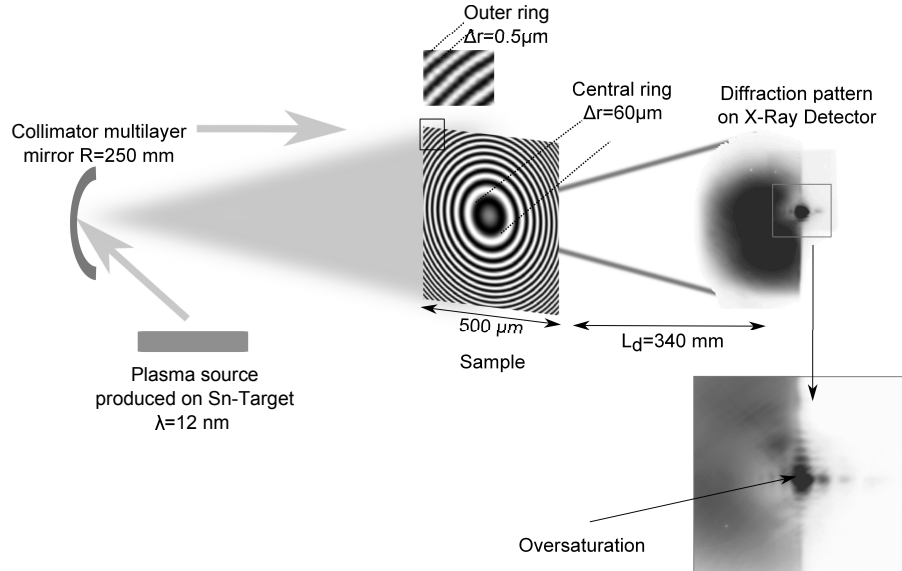 Outer ring
Δr=0.5µm
Central ring
Δr=60µm
Diffraction pattern
on X-Ray Detector
Collimator multilayer
mirror R=250 mm
500 µm
Sample
L_d=340 mm
Plasma source
produced on Sn-Target
λ=12 nm
Oversaturation